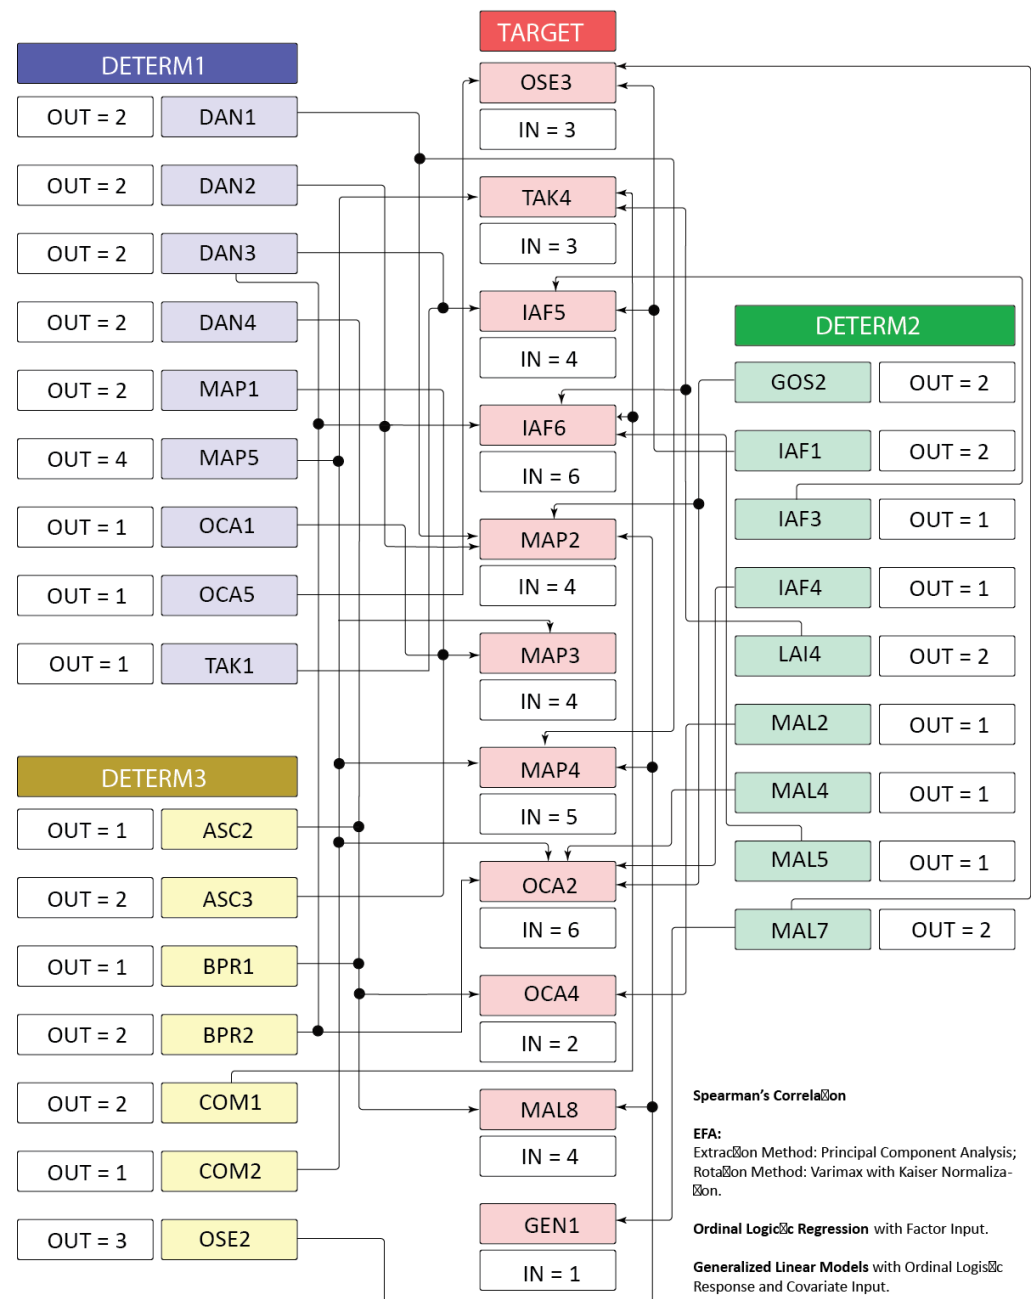 TARGET
DETERM1
OSE3
OUT = 2 DAN1
IN = 3
OUT = 2 DAN2
TAK4
OUT = 2 DAN3
IN = 3
OUT = 2 DAN4
IAF5
DETERM2
IN = 4
OUT = 2 MAP1
GOS2 OUT = 2
IAF6
OUT = 4 MAP5
IAF1 OUT = 2
IN = 6
OUT = 1 OCA1
IAF3 OUT = 1
MAP2
IN = 4
OUT = 1 OCA5
IAF4 OUT = 1
OUT = 1 TAK1
MAP3
LAI4 OUT = 2
IN = 4
MAL2 OUT = 1
DETERM3
MAP4
MAL4 OUT = 1
IN = 5
OUT = 1 ASC2
MAL5 OUT = 1
OUT = 2 ASC3
OCA2
IN = 6
MAL7 OUT = 2
OUT = 1 BPR1
OCA4
OUT = 2 BPR2
IN = 2
OUT = 2 COM1
MAL8
IN = 4
OUT = 1 COM2
GEN1
OUT = 3 OSE2
IN = 1
Spearman's Correla☒on
EFA:
Extrac☒on Method: Principal Component Analysis;
Rota☒on Method: Varimax with Kaiser Normaliza-
☒on.
Ordinal Logic☒c Regression with Factor Input.
Generalized Linear Models with Ordinal Logis☒c
Response and Covariate Input.